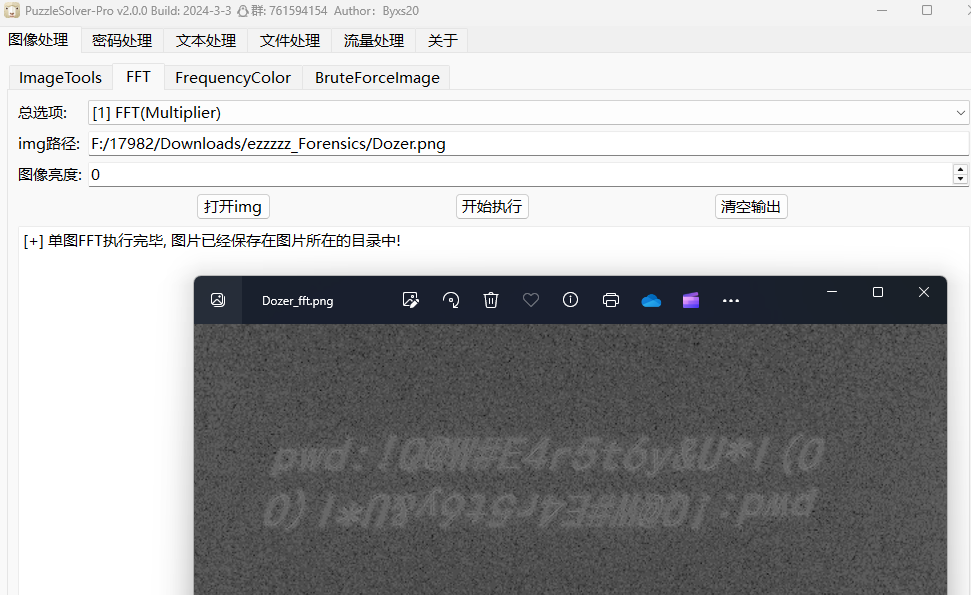 PuzzleSolver-Pro v2.0.0 Build: 2024-3-3 群: 761594154 Author: Byxs20
图像处理 密码处理 文本处理 文件处理 流量处理 关于
ImageTools FFT FrequencyColor BruteForceImage
总选项: [1] FFT(Multiplier)
img路径: F:/17982/Downloads/ezzzzz_Forensics/Dozer.png
图像亮度: 0
打开img 开始执行 清空输出
[+] 单图FFT执行完毕, 图片已经保存在图片所在的目录中!
Dozer_fft.png
pwd:!Q@W#E4r5t6y&U*I(O
pwd:!Q@W#E4r5t6y&U*I(O